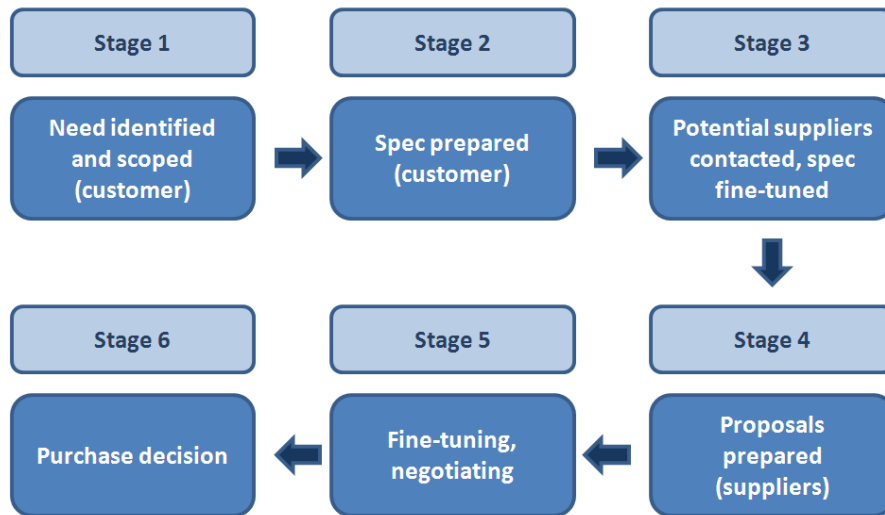 Stage 1
Need identified
and scoped
(customer)
Stage 2
Spec prepared
(customer)
Stage 3
Potential suppliers
contacted, spec
fine-tuned
Stage 4
Proposals
prepared
(suppliers)
Stage 5
Fine-tuning,
negotiating
Stage 6
Purchase decision